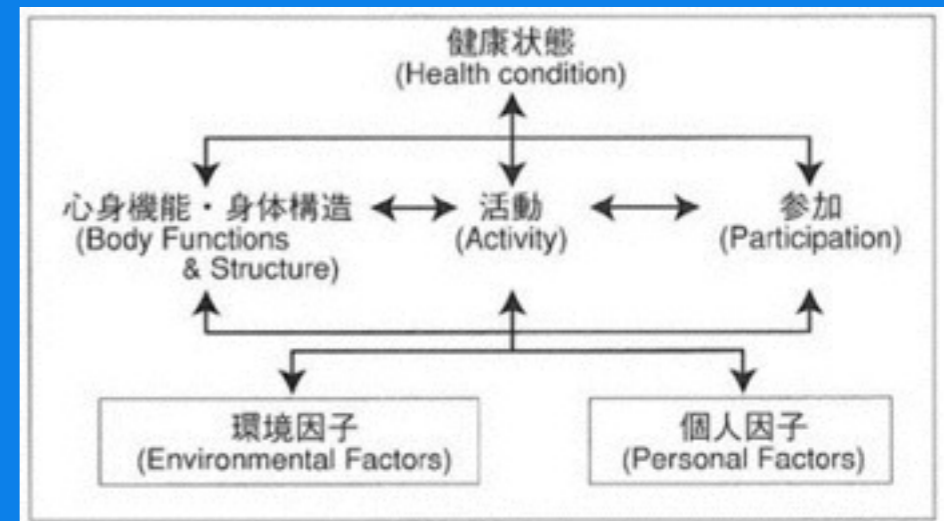 健康状態
(Health condition)
心身機能・身体構造
(Body Functions
& Structure)
活動
(Activity)
参加
(Participation)
環境因子
(Environmental Factors)
個人因子
(Personal Factors)